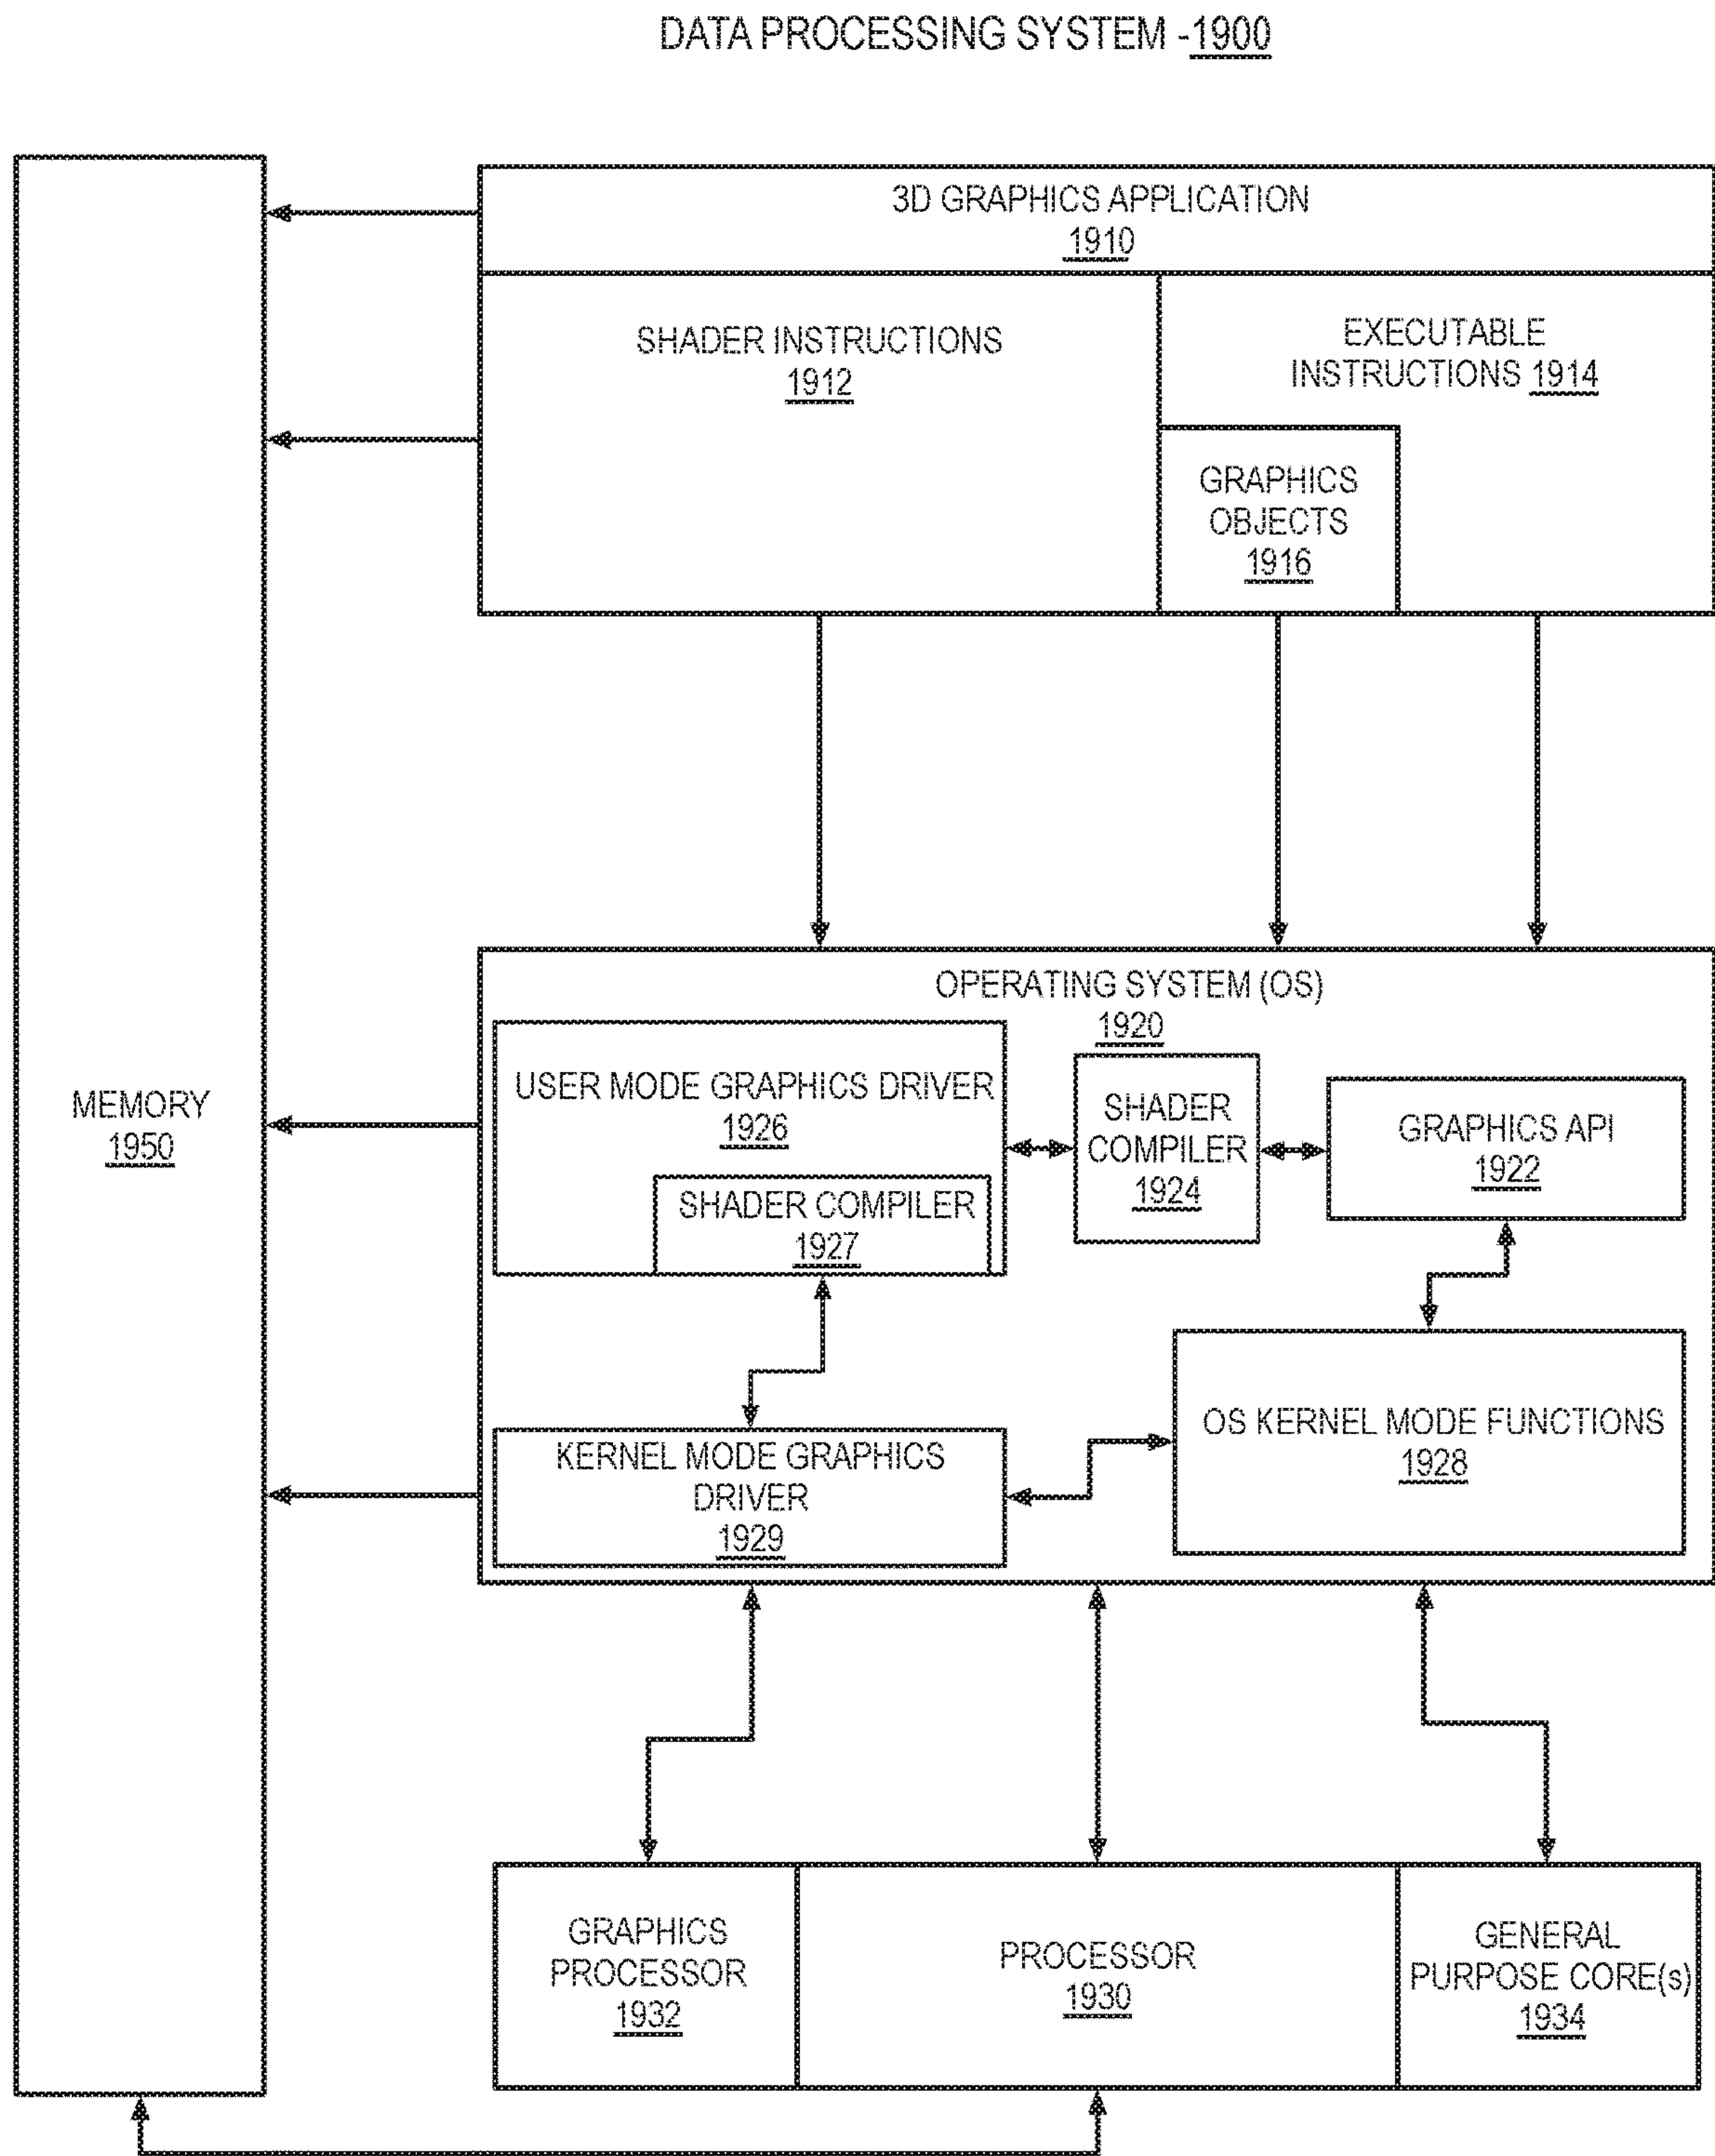 DATA PROCESSING SYSTEM -1900
3D GRAPHICS APPLICATION
1910
SHADER INSTRUCTIONS
1912
EXECUTABLE
INSTRUCTIONS 1914
GRAPHICS
OBJECTS
1916
OPERATING SYSTEM (OS)
1920
USER MODE GRAPHICS DRIVER
1926
SHADER COMPILER
1927
SHADER
COMPILER
1924
GRAPHICS API
1922
MEMORY
1950
KERNEL MODE GRAPHICS
DRIVER
1929
OS KERNEL MODE FUNCTIONS
1928
GRAPHICS
PROCESSOR
1932
PROCESSOR
1930
GENERAL
PURPOSE CORE(s)
1934